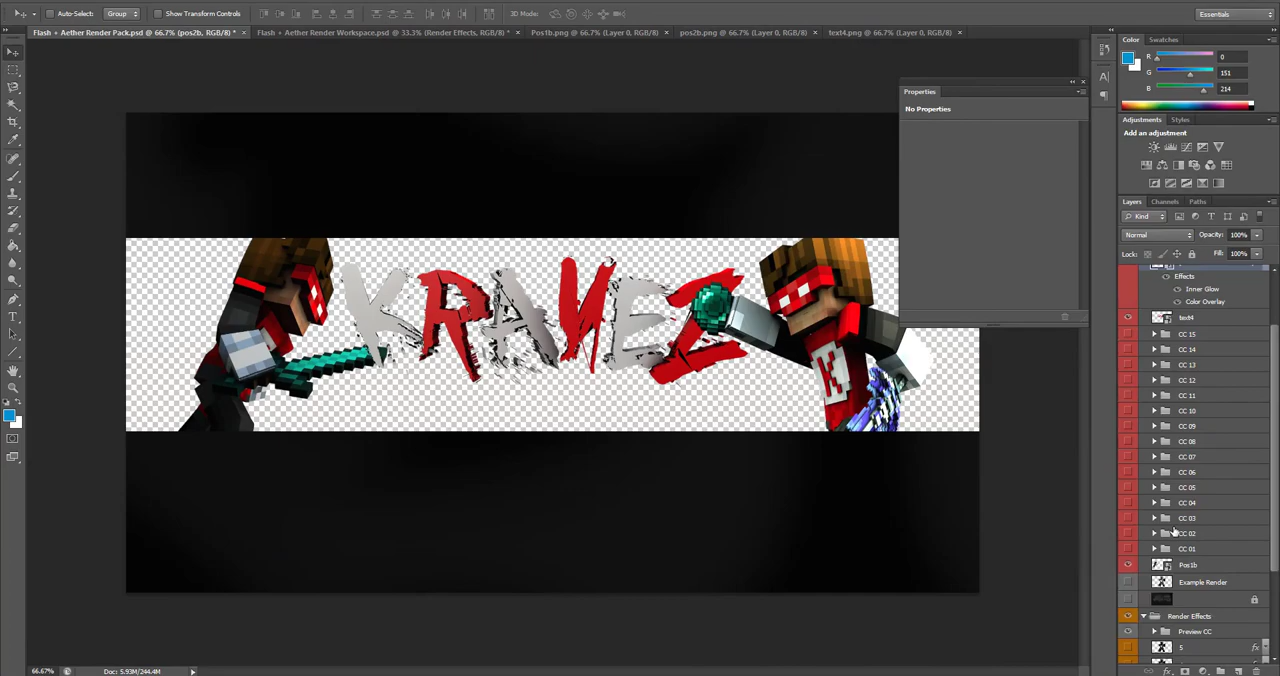 Auto-Select: Group Show Transform Controls 3D Mode: Essentials
Flash + Aether Render Pack.psd @ 66.7% (pos2b, RGB/8) * × Flash + Aether Render Workspace.psd @ 33.3% (Render Effects, RGB/8) * × Pos1b.png @ 66.7% (Layer 0, RGB/8) × pos2b.png @ 66.7% (Layer 0, RGB/8) × text4.png @ 66.7% (Layer 0, RGB/8) ×
Color Swatches
R 0
G 151
B 214
Properties
No Properties
Adjustments Styles
Add an adjustment
Layers Channels Paths
Kind
Normal Opacity: 100%
Lock: Fill: 100%
Effects
Inner Glow
Color Overlay
text4
CC 15
CC 14
CC 13
CC 12
CC 11
CC 10
CC 09
CC 08
CC 07
CC 06
CC 05
CC 04
CC 03
CC 02
CC 01
Pos1b
Example Render
Render Effects
Preview CC
5 fx
KRAYEZ
K
66.67% Doc: 5.93M/244.4M